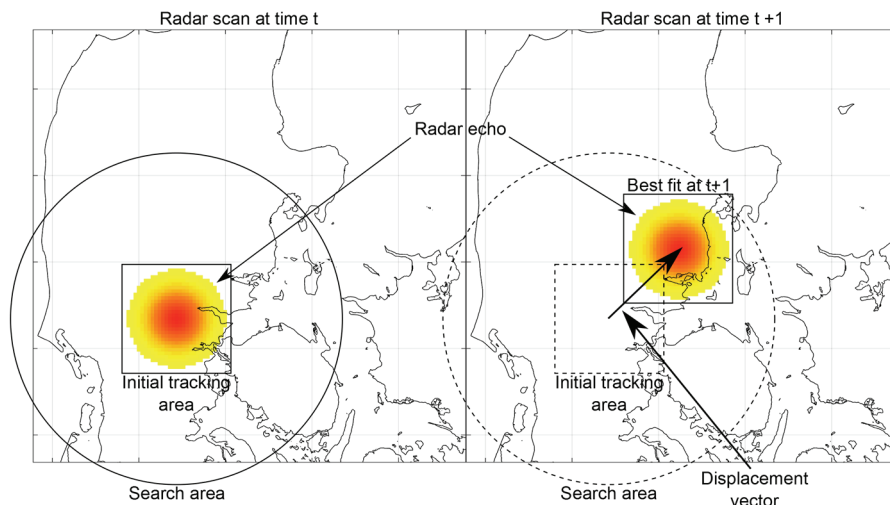 Radar scan at time t
Radar scan at time t +1
Radar echo
Best fit at t+1
Initial tracking
area
Initial tracking
area
Search area
Search area
Displacement
vector